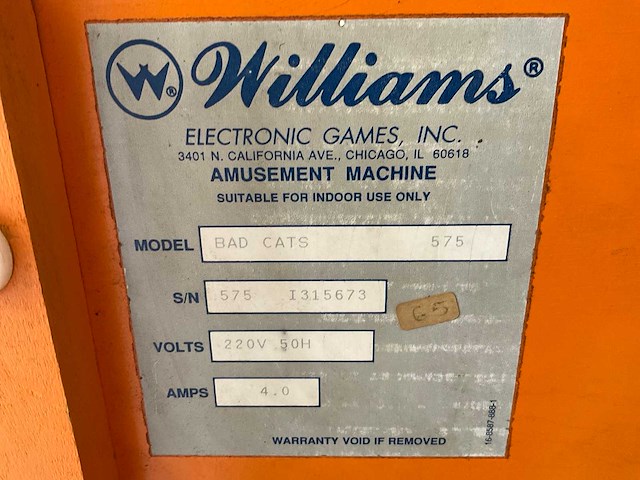 W® Williams®
ELECTRONIC GAMES, INC.
3401 N. CALIFORNIA AVE., CHICAGO, IL 60618
AMUSEMENT MACHINE
SUITABLE FOR INDOOR USE ONLY
MODEL BAD CATS 575
S/N 575 I315673
VOLTS 220V 50H
AMPS 4.0
WARRANTY VOID IF REMOVED